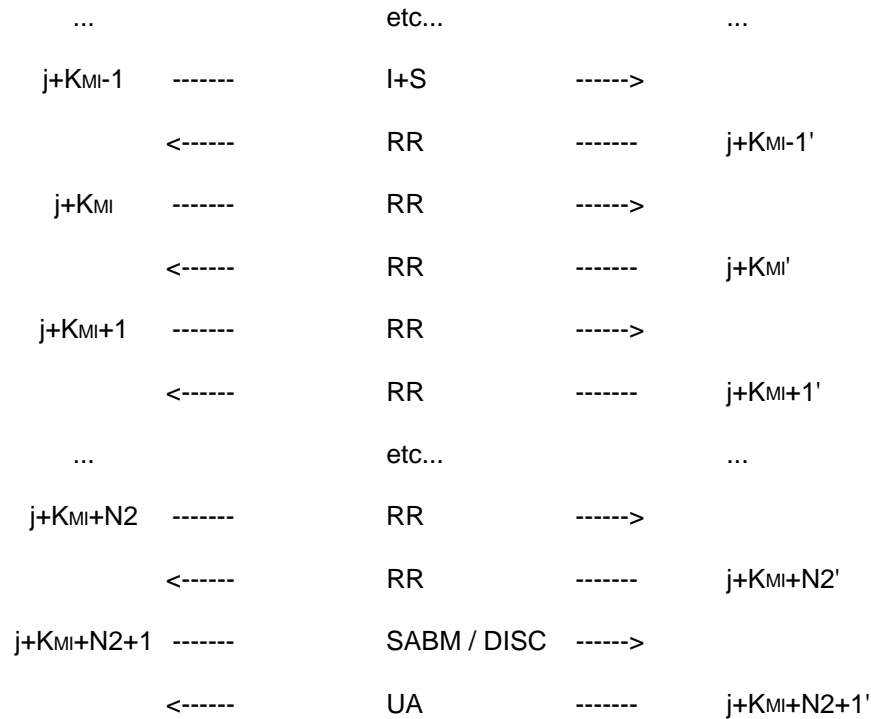 ... etc... ...
j+KMI-1 ------- I+S ------>
<------ RR ------- j+KMI-1'
j+KMI ------- RR ------>
<------ RR ------- j+KMI'
j+KMI+1 ------- RR ------>
<------ RR ------- j+KMI+1'
... etc... ...
j+KMI+N2 ------- RR ------>
<------ RR ------- j+KMI+N2'
j+KMI+N2+1 ------- SABM / DISC ------>
<------ UA ------- j+KMI+N2+1'